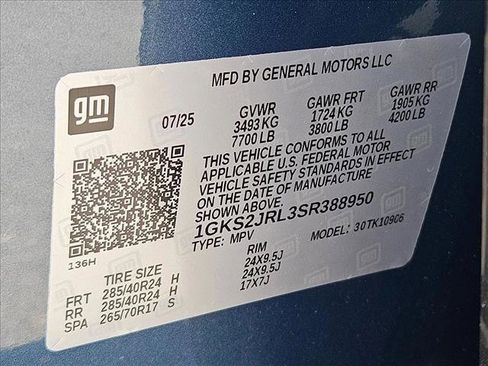 MFD BY GENERAL MOTORS LLC
gm
07/25 GVWR GAWR FRT GAWR RR
3493 KG 1724 KG 1905 KG
7700 LB 3800 LB 4200 LB
THIS VEHICLE CONFORMS TO ALL
APPLICABLE U.S. FEDERAL MOTOR
VEHICLE SAFETY STANDARDS IN EFFECT
ON THE DATE OF MANUFACTURE
SHOWN ABOVE.
1GKS2JRL3SR388950
TYPE: MPV MODEL: 30TK10906
136H
TIRE SIZE RIM
FRT 285/40R24 H 24X9.5J
RR 285/40R24 H 24X9.5J
SPA 265/70R17 S 17X7J